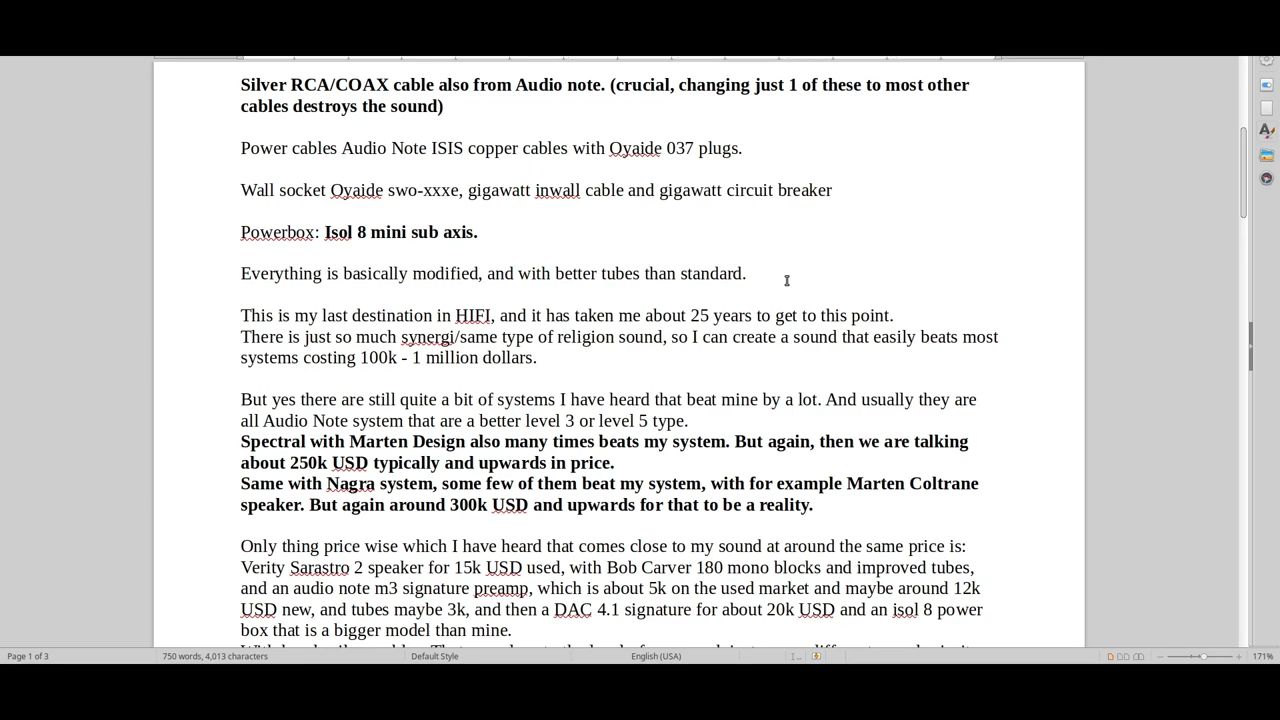 Silver RCA/COAX cable also from Audio note. (crucial, changing just 1 of these to most other
cables destroys the sound)
Power cables Audio Note ISIS copper cables with Oyaide 037 plugs.
Wall socket Oyaide swo-xxxe, gigawatt inwall cable and gigawatt circuit breaker
Powerbox: Isol 8 mini sub axis.
Everything is basically modified, and with better tubes than standard.
This is my last destination in HIFI, and it has taken me about 25 years to get to this point.
There is just so much synergi/same type of religion sound, so I can create a sound that easily beats most
systems costing 100k - 1 million dollars.
But yes there are still quite a bit of systems I have heard that beat mine by a lot. And usually they are
all Audio Note system that are a better level 3 or level 5 type.
Spectral with Marten Design also many times beats my system. But again, then we are talking
about 250k USD typically and upwards in price.
Same with Nagra system, some few of them beat my system, with for example Marten Coltrane
speaker. But again around 300k USD and upwards for that to be a reality.
Only thing price wise which I have heard that comes close to my sound at around the same price is:
Verity Sarastro 2 speaker for 15k USD used, with Bob Carver 180 mono blocks and improved tubes,
and an audio note m3 signature preamp, which is about 5k on the used market and maybe around 12k
USD new, and tubes maybe 3k, and then a DAC 4.1 signature for about 20k USD and an isol 8 power
box that is a bigger model than mine.
Page 1 of 3 750 words, 4,013 characters Default Style English (USA) 171%